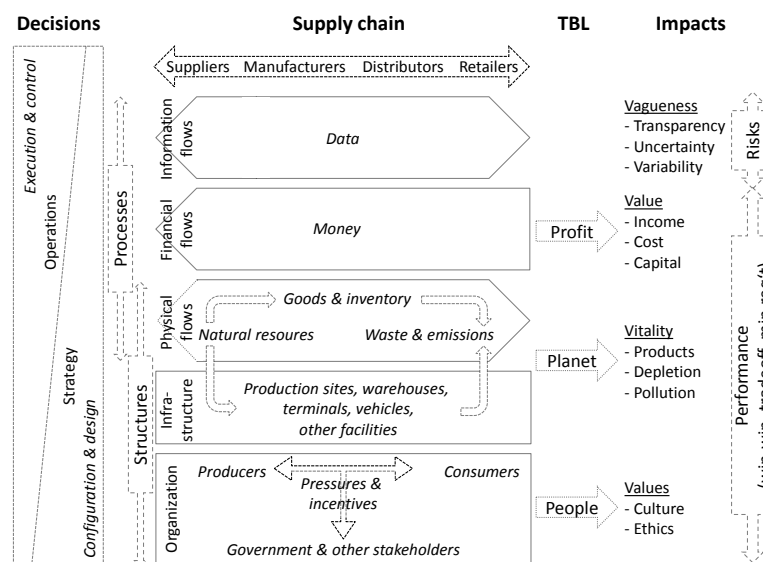 Decisions
Supply chain
TBL
Impacts
Suppliers Manufacturers Distributors Retailers
Execution & control
Operations
Strategy
Configuration & design
Processes
Structures
Information
flows
Data
Financial
flows
Money
Physical
flows
Goods & inventory
Natural resoures
Waste & emissions
Infra-
structure
Production sites, warehouses,
terminals, vehicles,
other facilities
Organization
Producers
Consumers
Pressures &
incentives
Government & other stakeholders
Profit
Planet
People
Vagueness
- Transparency
- Uncertainty
- Variability
Value
- Income
- Cost
- Capital
Vitality
- Products
- Depletion
- Pollution
Values
- Culture
- Ethics
Risks
Performance